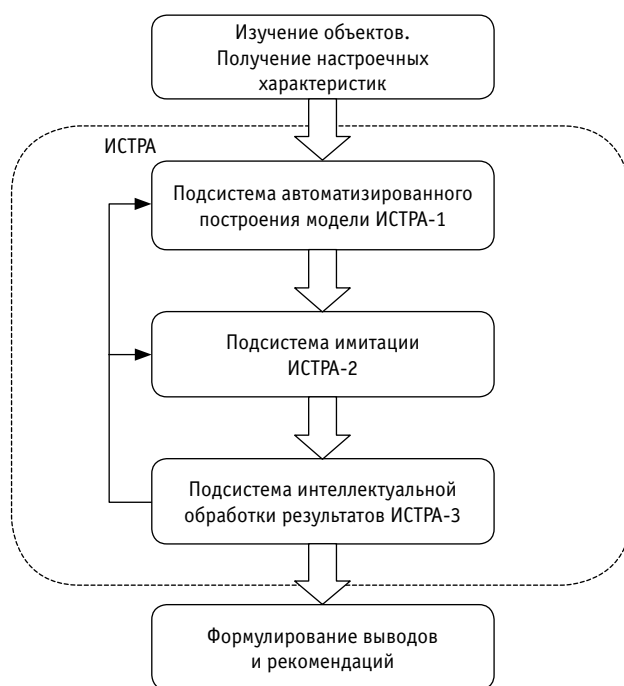 Изучение объектов.
Получение настроечных
характеристик
ИСТРА
Подсистема автоматизированного
построения модели ИСТРА-1
Подсистема имитации
ИСТРА-2
Подсистема интеллектуальной
обработки результатов ИСТРА-3
Формулирование выводов
и рекомендаций